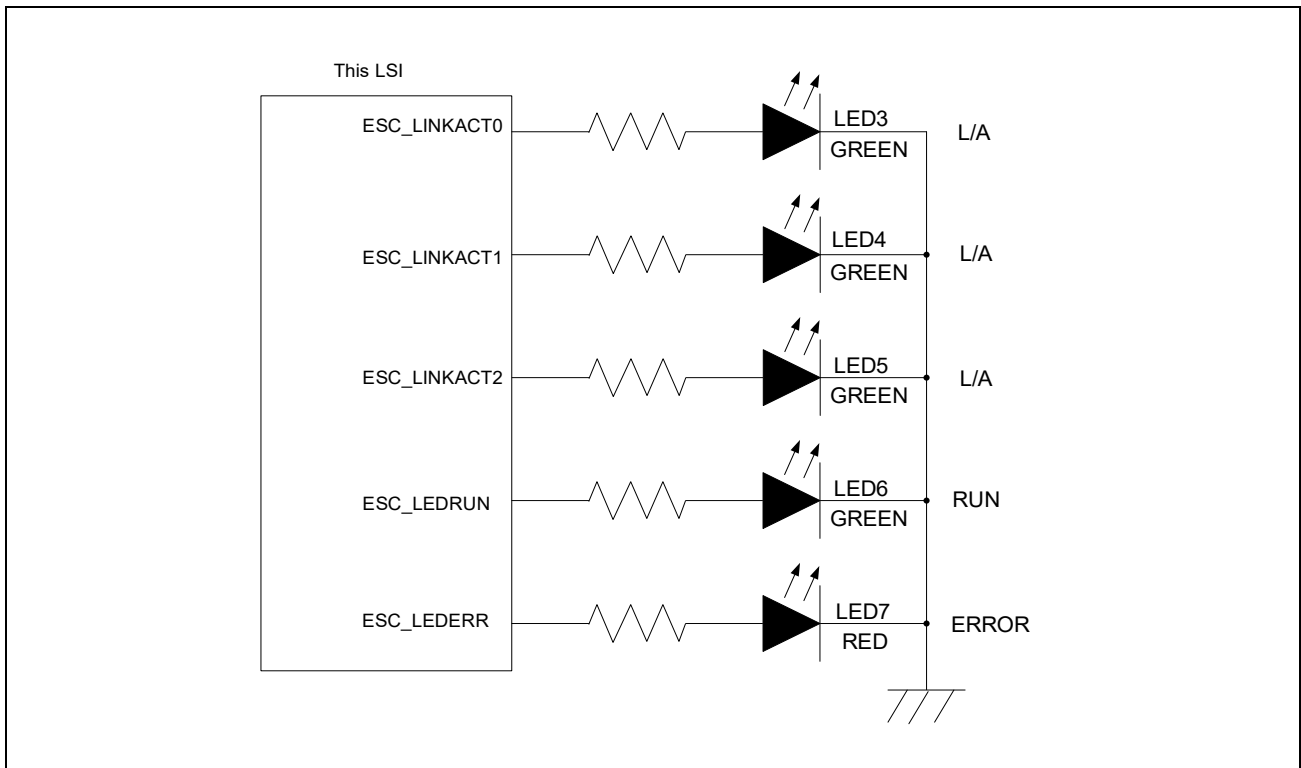 This LSI
ESC_LINKACT0
LED3
GREEN
L/A
ESC_LINKACT1
LED4
GREEN
L/A
ESC_LINKACT2
LED5
GREEN
L/A
ESC_LEDRUN
LED6
GREEN
RUN
ESC_LEDERR
LED7
RED
ERROR